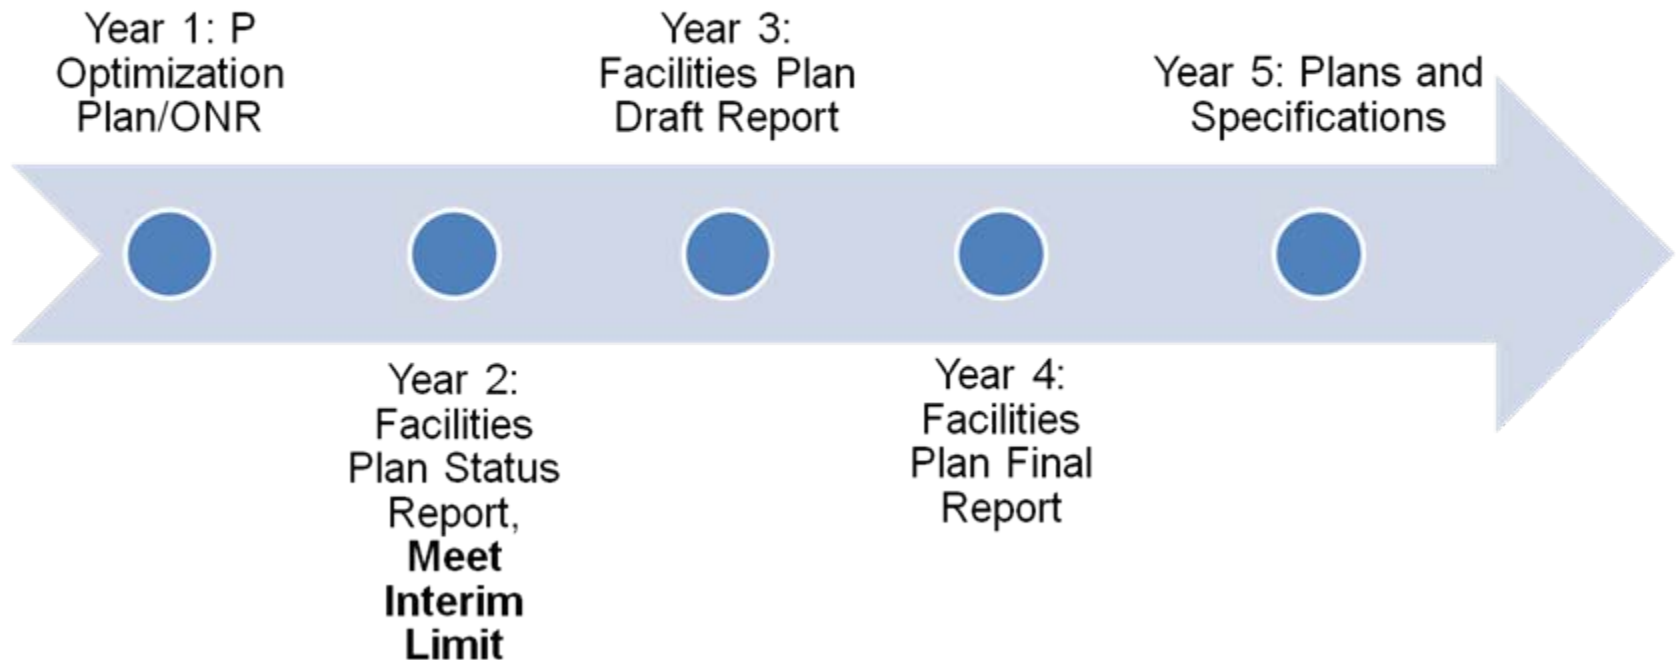 Year 1: P
Optimization
Plan/ONR
Year 2:
Facilities
Plan Status
Report,
Meet
Interim
Limit
Year 3:
Facilities Plan
Draft Report
Year 4:
Facilities
Plan Final
Report
Year 5: Plans and
Specifications